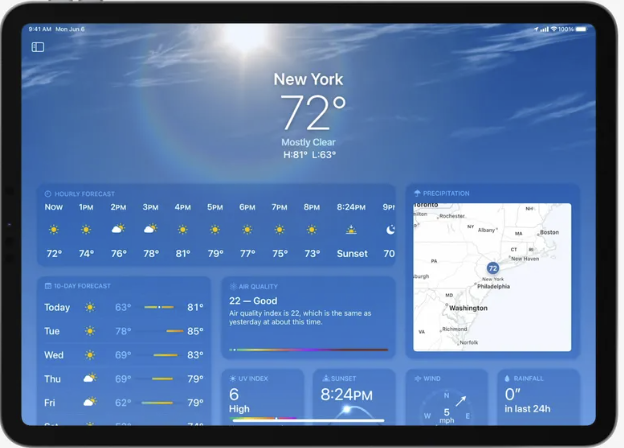 9:41 AM Mon Jun 6
100%
New York
72°
Mostly Clear
H:81° L:63°
HOURLY FORECAST
Now 1PM 2PM 3PM 4PM 5PM 6PM 7PM 8PM 8:24PM 9P
72° 74° 76° 78° 81° 79° 77° 75° 73° Sunset 70
PRECIPITATION
Toronto
Rochester
NY
Albany
NH
MA
Boston
CT
RI
New Haven
PA
72
New York
Philadelphia
MD
Washington
VA
Richmond
Norfolk
10-DAY FORECAST
Today 63° 81°
Tue 78° 85°
Wed 69° 83°
Thu 69° 79°
Fri 62° 79°
AIR QUALITY
22 — Good
Air quality index is 22, which is the same as
yesterday at about this time.
UV INDEX
6
High
SUNSET
8:24PM
WIND
N
W
E
5
mph
RAINFALL
0”
in last 24h